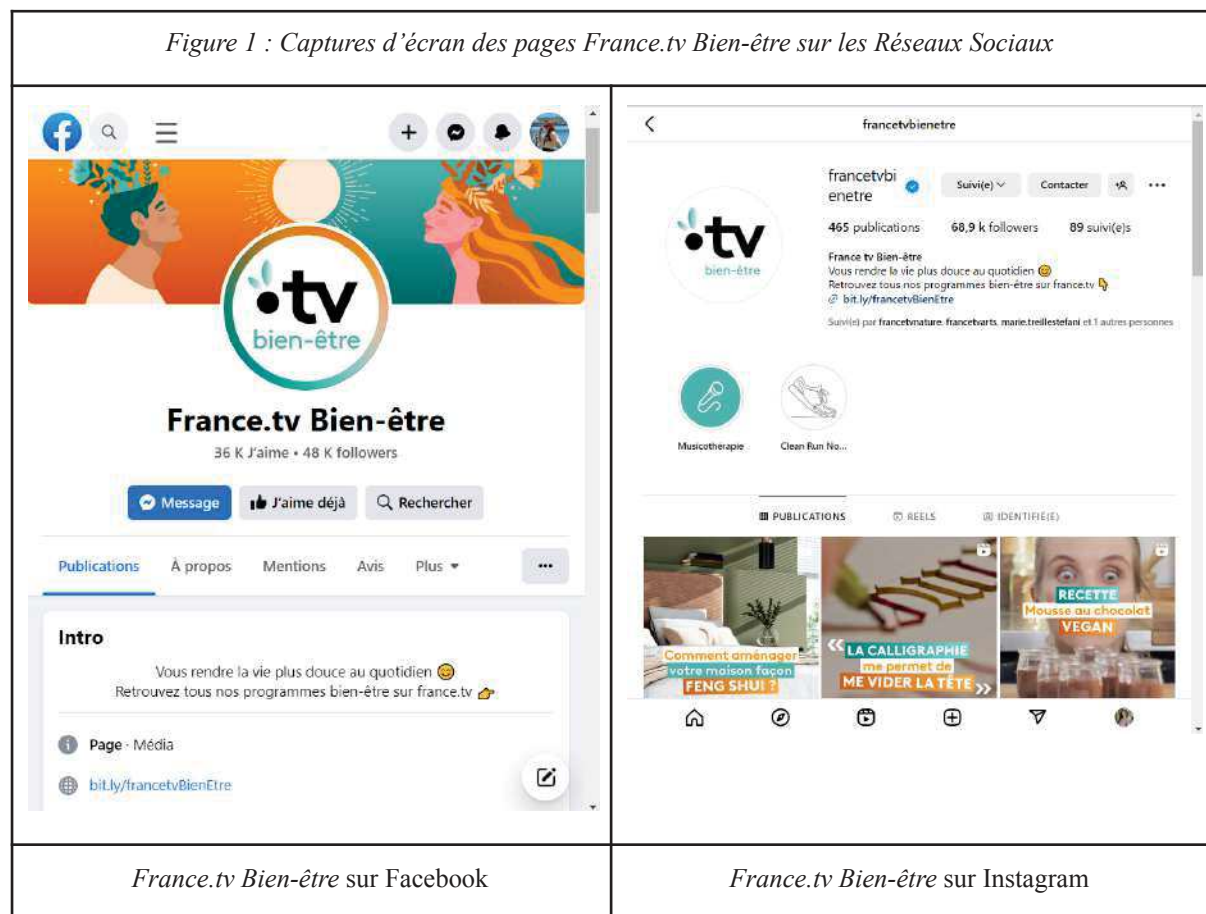 Figure 1 : Captures d’écran des pages France.tv Bien-être sur les Réseaux Sociaux
tv
bien-être
France.tv Bien-être
36 K J’aime • 48 K followers
Message
J’aime déjà
Rechercher
Publications
À propos
Mentions
Avis
Plus
Intro
Vous rendre la vie plus douce au quotidien 😊
Retrouvez tous nos programmes bien-être sur france.tv 👉
Page · Média
bit.ly/francetvBienEtre
francetvbienetre
tv
bien-être
francetvbi
enetre
Suivi(e)
Contacter
465 publications
68,9 k followers
89 suivi(e)s
France tv Bien-être
Vous rendre la vie plus douce au quotidien 😊
Retrouvez tous nos programmes bien-être sur france.tv 👇
bit.ly/francetvBienEtre
Suivi(e) par francetvnature, francetvarts, marie.treillestefani et 1 autres personnes
Musicothérapie
Clean Run No...
PUBLICATIONS
REELS
IDENTIFIÉ(E)
Comment aménager
votre maison façon
FENG SHUI ?
« LA CALLIGRAPHIE
me permet de
ME VIDER LA TÊTE »
RECETTE
Mousse au chocolat
VEGAN
France.tv Bien-être sur Facebook
France.tv Bien-être sur Instagram